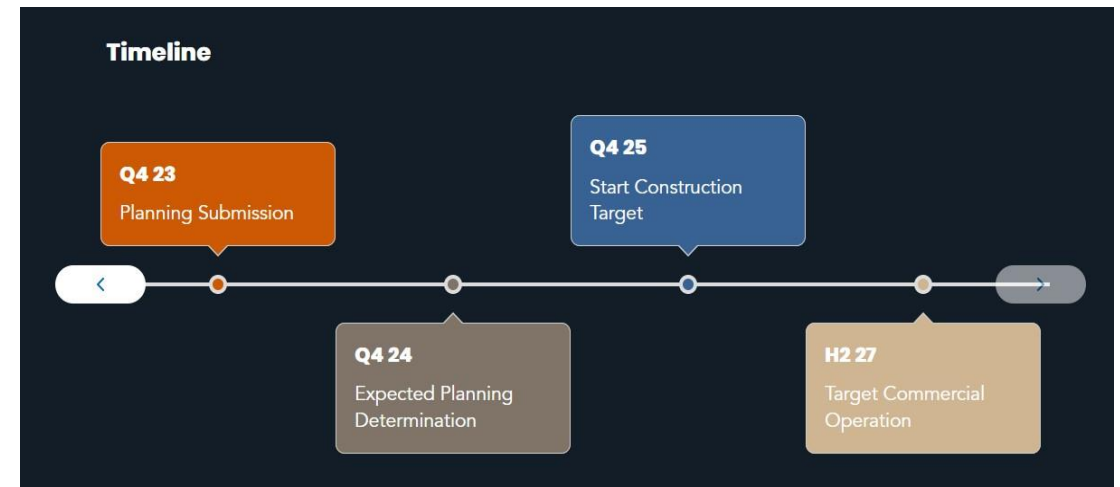 Timeline
Q4 23
Planning Submission
Q4 24
Expected Planning
Determination
Q4 25
Start Construction
Target
H2 27
Target Commercial
Operation